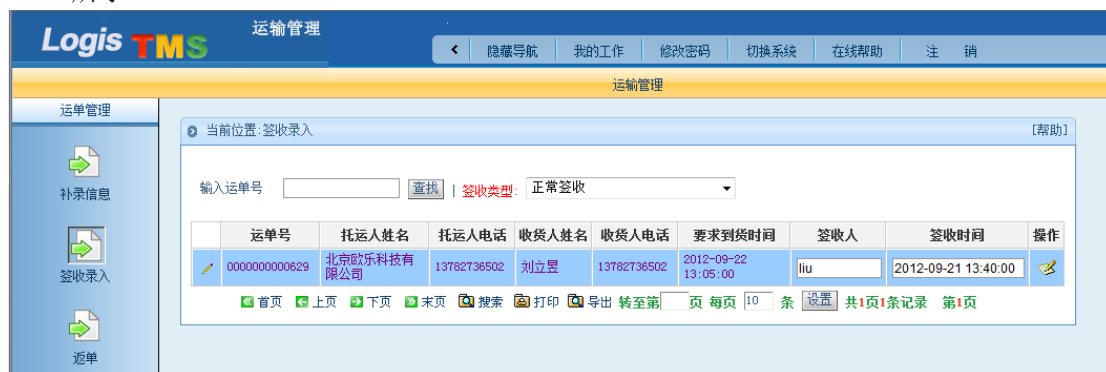 Logis TMS
运输管理
隐藏导航 我的工作 修改密码 切换系统 在线帮助 注 销
运输管理
运单管理
补录信息
签收录入
返单
当前位置:签收录入 [帮助]
输入运单号 查找 | 签收类型: 正常签收
运单号 托运人姓名 托运人电话 收货人姓名 收货人电话 要求到货时间 签收人 签收时间 操作
0000000000629 北京欧乐科技有限公司 13782736502 刘立昱 13782736502 2012-09-22 13:05:00 liu 2012-09-21 13:40:00
首页 上页 下页 末页 搜索 打印 导出 转至第 页 每页 10 条 设置 共1页1条记录 第1页